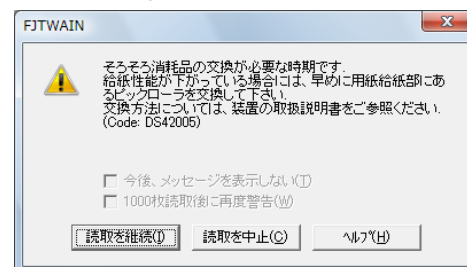 FJTWAIN
そろそろ消耗品の交換が必要な時期です.
給紙性能が下がっている場合には、早めに用紙給紙部にあ
るピックローラを交換して下さい.
交換方法については、装置の取扱説明書をご参照ください.
(Code: DS42005)
今後、メッセージを表示しない(T)
1000枚読取後に再度警告(W)
読取を継続(I) 読取を中止(C) ヘルプ(H)